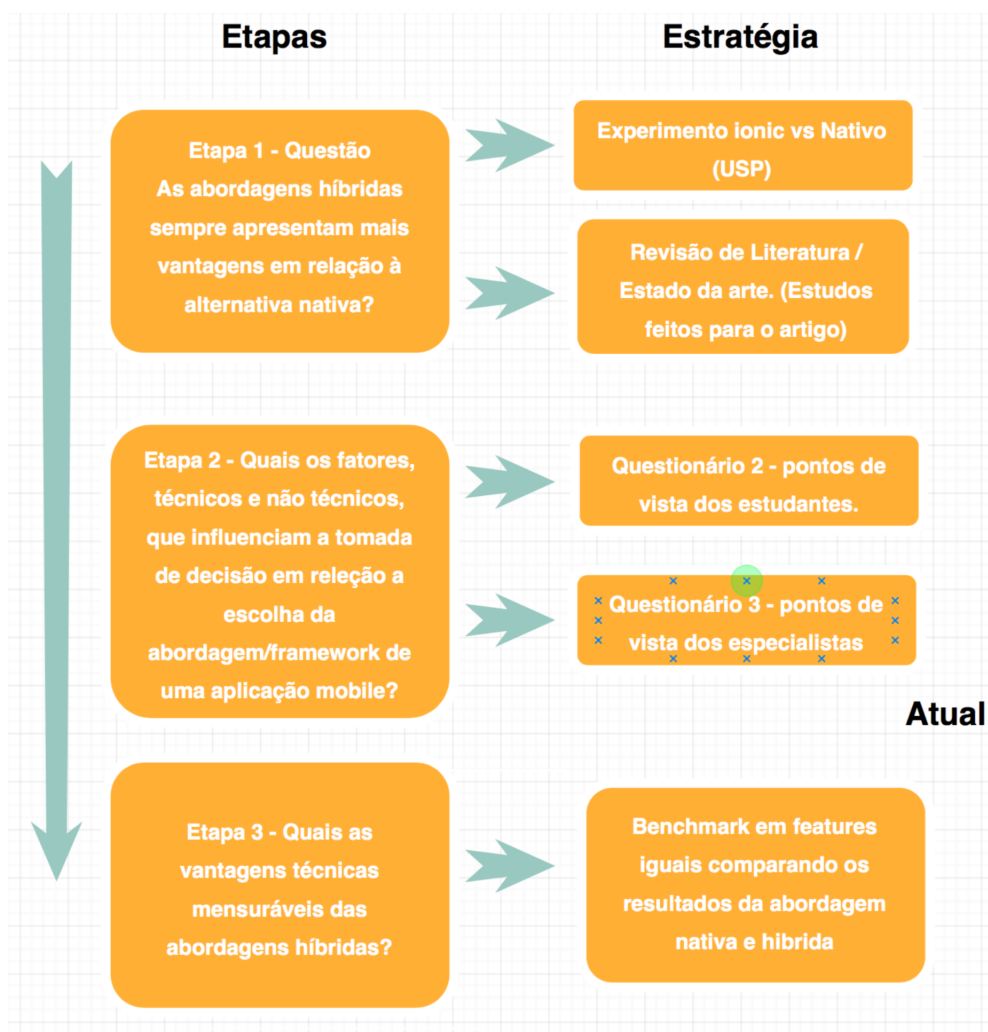 Etapas
Estratégia
Etapa 1 - Questão
As abordagens híbridas
sempre apresentam mais
vantagens em relação à
alternativa nativa?
Experimento ionic vs Nativo
(USP)
Revisão de Literatura /
Estado da arte. (Estudos
feitos para o artigo)
Etapa 2 - Quais os fatores,
técnicos e não técnicos,
que influenciam a tomada
de decisão em releção a
escolha da
abordagem/framework de
uma aplicação mobile?
Questionário 2 - pontos de
vista dos estudantes.
Questionário 3 - pontos de
vista dos especialistas
Atual
Etapa 3 - Quais as
vantagens técnicas
mensuráveis das
abordagens híbridas?
Benchmark em features
iguais comparando os
resultados da abordagem
nativa e hibrida